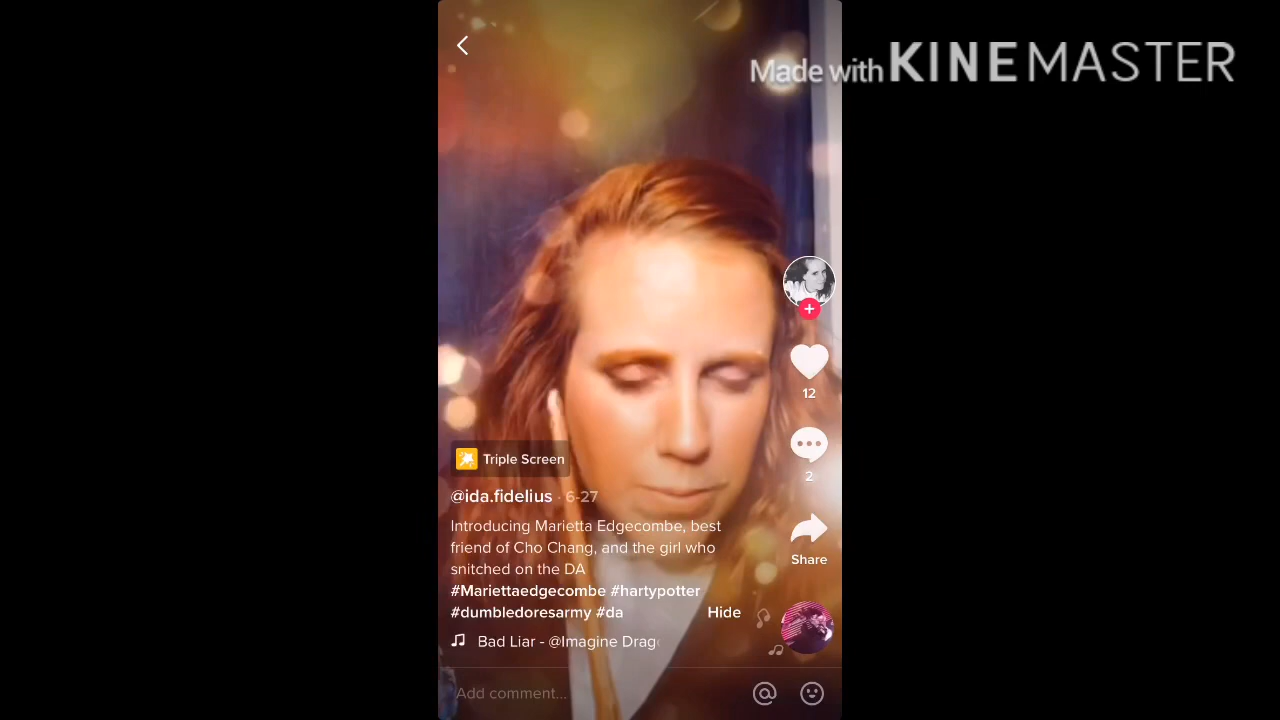 Made with KINEMASTER
12
Triple Screen
@ida.fidelius · 6-27
2
Introducing Marietta Edgecombe, best
friend of Cho Chang, and the girl who
snitched on the DA
Share
#Mariettaedgecombe #hartypotter
#dumbledoresarmy #da Hide
Bad Liar - @Imagine Drag
Add comment...